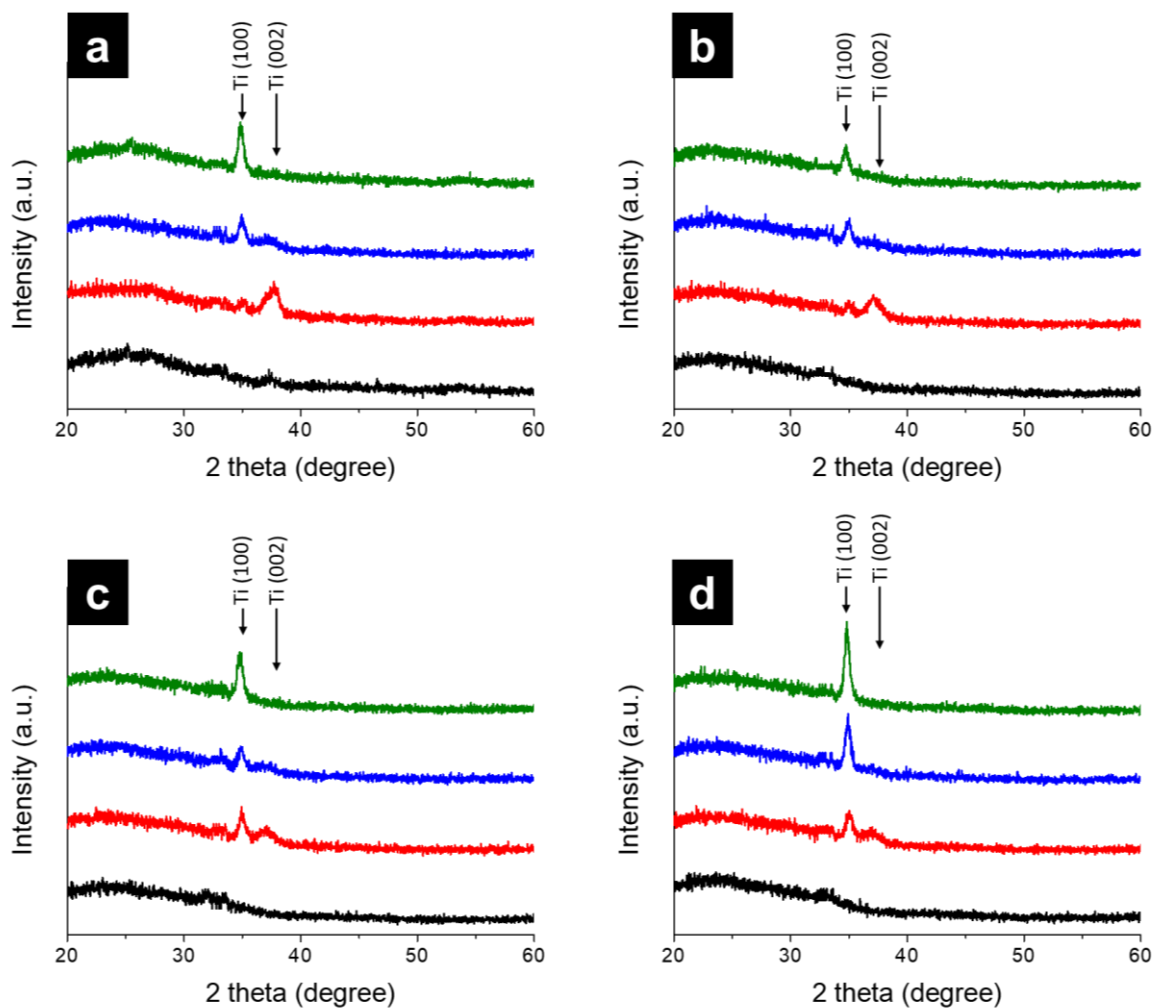 a
Ti (100)
Ti (002)
Intensity (a.u.)
20 30 40 50 60
2 theta (degree)
b
Ti (100)
Ti (002)
Intensity (a.u.)
20 30 40 50 60
2 theta (degree)
c
Ti (100)
Ti (002)
Intensity (a.u.)
20 30 40 50 60
2 theta (degree)
d
Ti (100)
Ti (002)
Intensity (a.u.)
20 30 40 50 60
2 theta (degree)